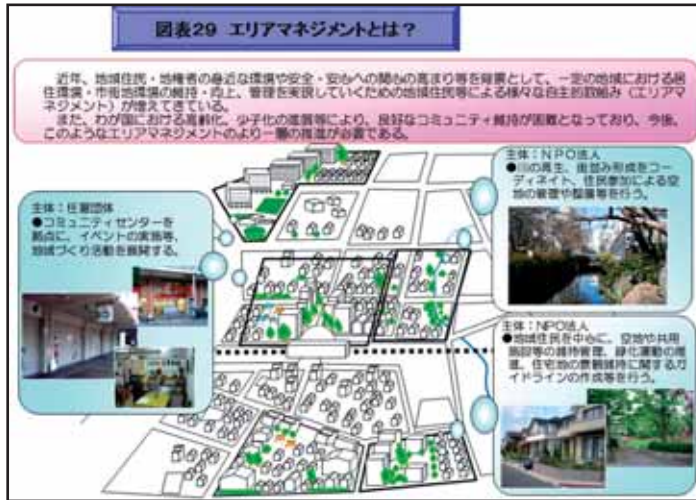 図表29 エリアマネジメントとは？
近年、地域住民・地権者の身近な環境や安全・安心への関心の高まり等を背景として、一定の地域における居
住環境・市街地環境の維持・向上、管理を実践していくための地域住民等による様々な自主的取組み（エリアマ
ネジメント）が増えてきている。
また、わが国における高齢化、少子化の進展等により、良好なコミュニティ維持が困難となっており、今後、
このようなエリアマネジメントのより一層の推進が必要である。
主体：任意団体
●コミュニティセンターを
拠点に、イベントの実施等、
地域づくり活動を展開する。
主体：ＮＰＯ法人
●川の再生、街並み形成をコー
ディネイト、住民参加による空
地の管理や整備等を行う。
主体：NPO法人
●地域住民を中心に、空地や共用
施設等の維持管理、緑化運動の推
進、住宅地の景観維持に関するガ
イドラインの作成等を行う。